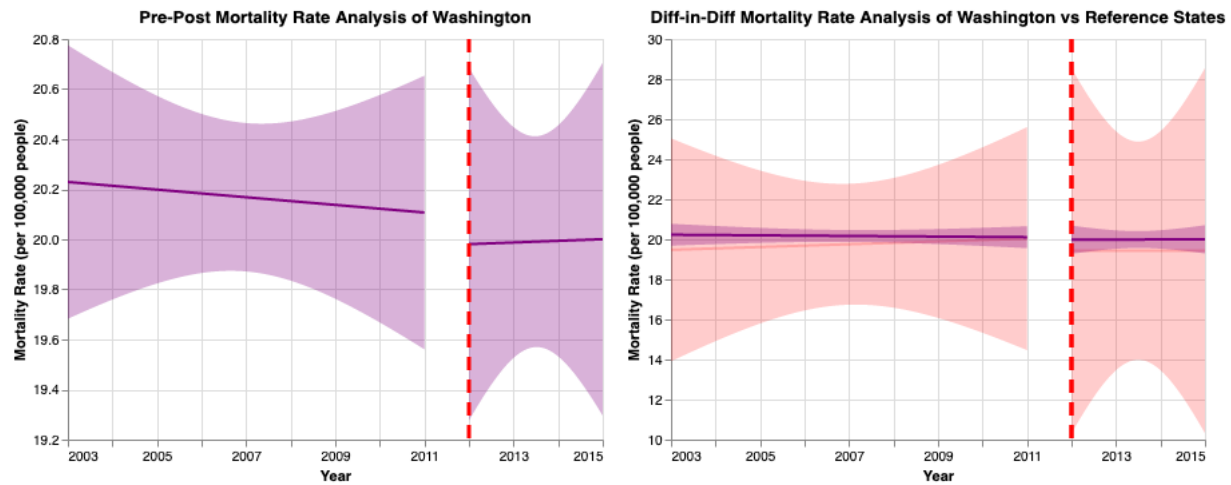 Pre-Post Mortality Rate Analysis of Washington
20.8
20.6
20.4
20.2
20.0
19.8
19.6
19.4
19.2
Mortality Rate (per 100,000 people)
2003 2005 2007 2009 2011 2013 2015
Year
Diff-in-Diff Mortality Rate Analysis of Washington vs Reference States
30
28
26
24
22
20
18
16
14
12
10
Mortality Rate (per 100,000 people)
2003 2005 2007 2009 2011 2013 2015
Year